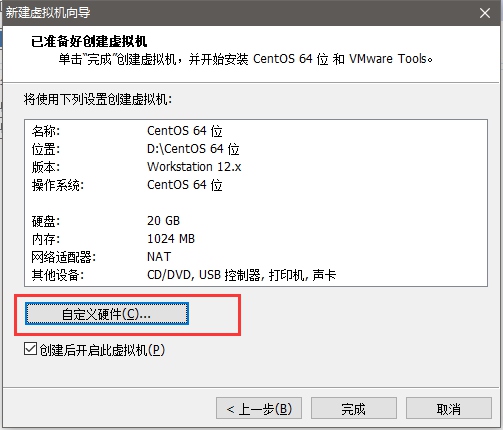 新建虚拟机向导
已准备好创建虚拟机
单击“完成”创建虚拟机，并开始安装 CentOS 64 位 和 VMware Tools。
将使用下列设置创建虚拟机:
名称: CentOS 64 位
位置: D:\CentOS 64 位
版本: Workstation 12.x
操作系统: CentOS 64 位
硬盘: 20 GB
内存: 1024 MB
网络适配器: NAT
其他设备: CD/DVD, USB 控制器, 打印机, 声卡
自定义硬件(C)...
创建后开启此虚拟机(P)
< 上一步(B) 完成 取消